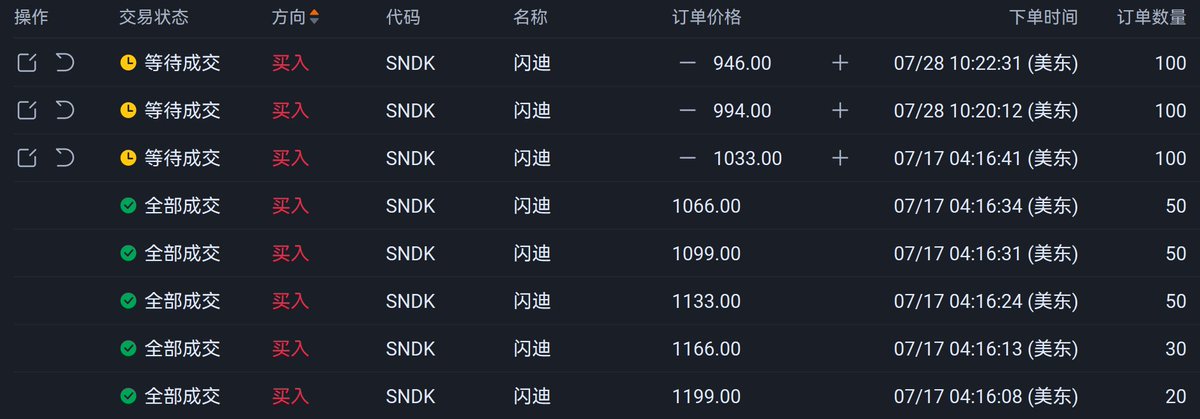 操作 交易状态 方向 代码 名称 订单价格 下单时间 订单数量
等待成交 买入 SNDK 闪迪 — 946.00 + 07/28 10:22:31 (美东) 100
等待成交 买入 SNDK 闪迪 — 994.00 + 07/28 10:20:12 (美东) 100
等待成交 买入 SNDK 闪迪 — 1033.00 + 07/17 04:16:41 (美东) 100
全部成交 买入 SNDK 闪迪 1066.00 07/17 04:16:34 (美东) 50
全部成交 买入 SNDK 闪迪 1099.00 07/17 04:16:31 (美东) 50
全部成交 买入 SNDK 闪迪 1133.00 07/17 04:16:24 (美东) 50
全部成交 买入 SNDK 闪迪 1166.00 07/17 04:16:13 (美东) 30
全部成交 买入 SNDK 闪迪 1199.00 07/17 04:16:08 (美东) 20